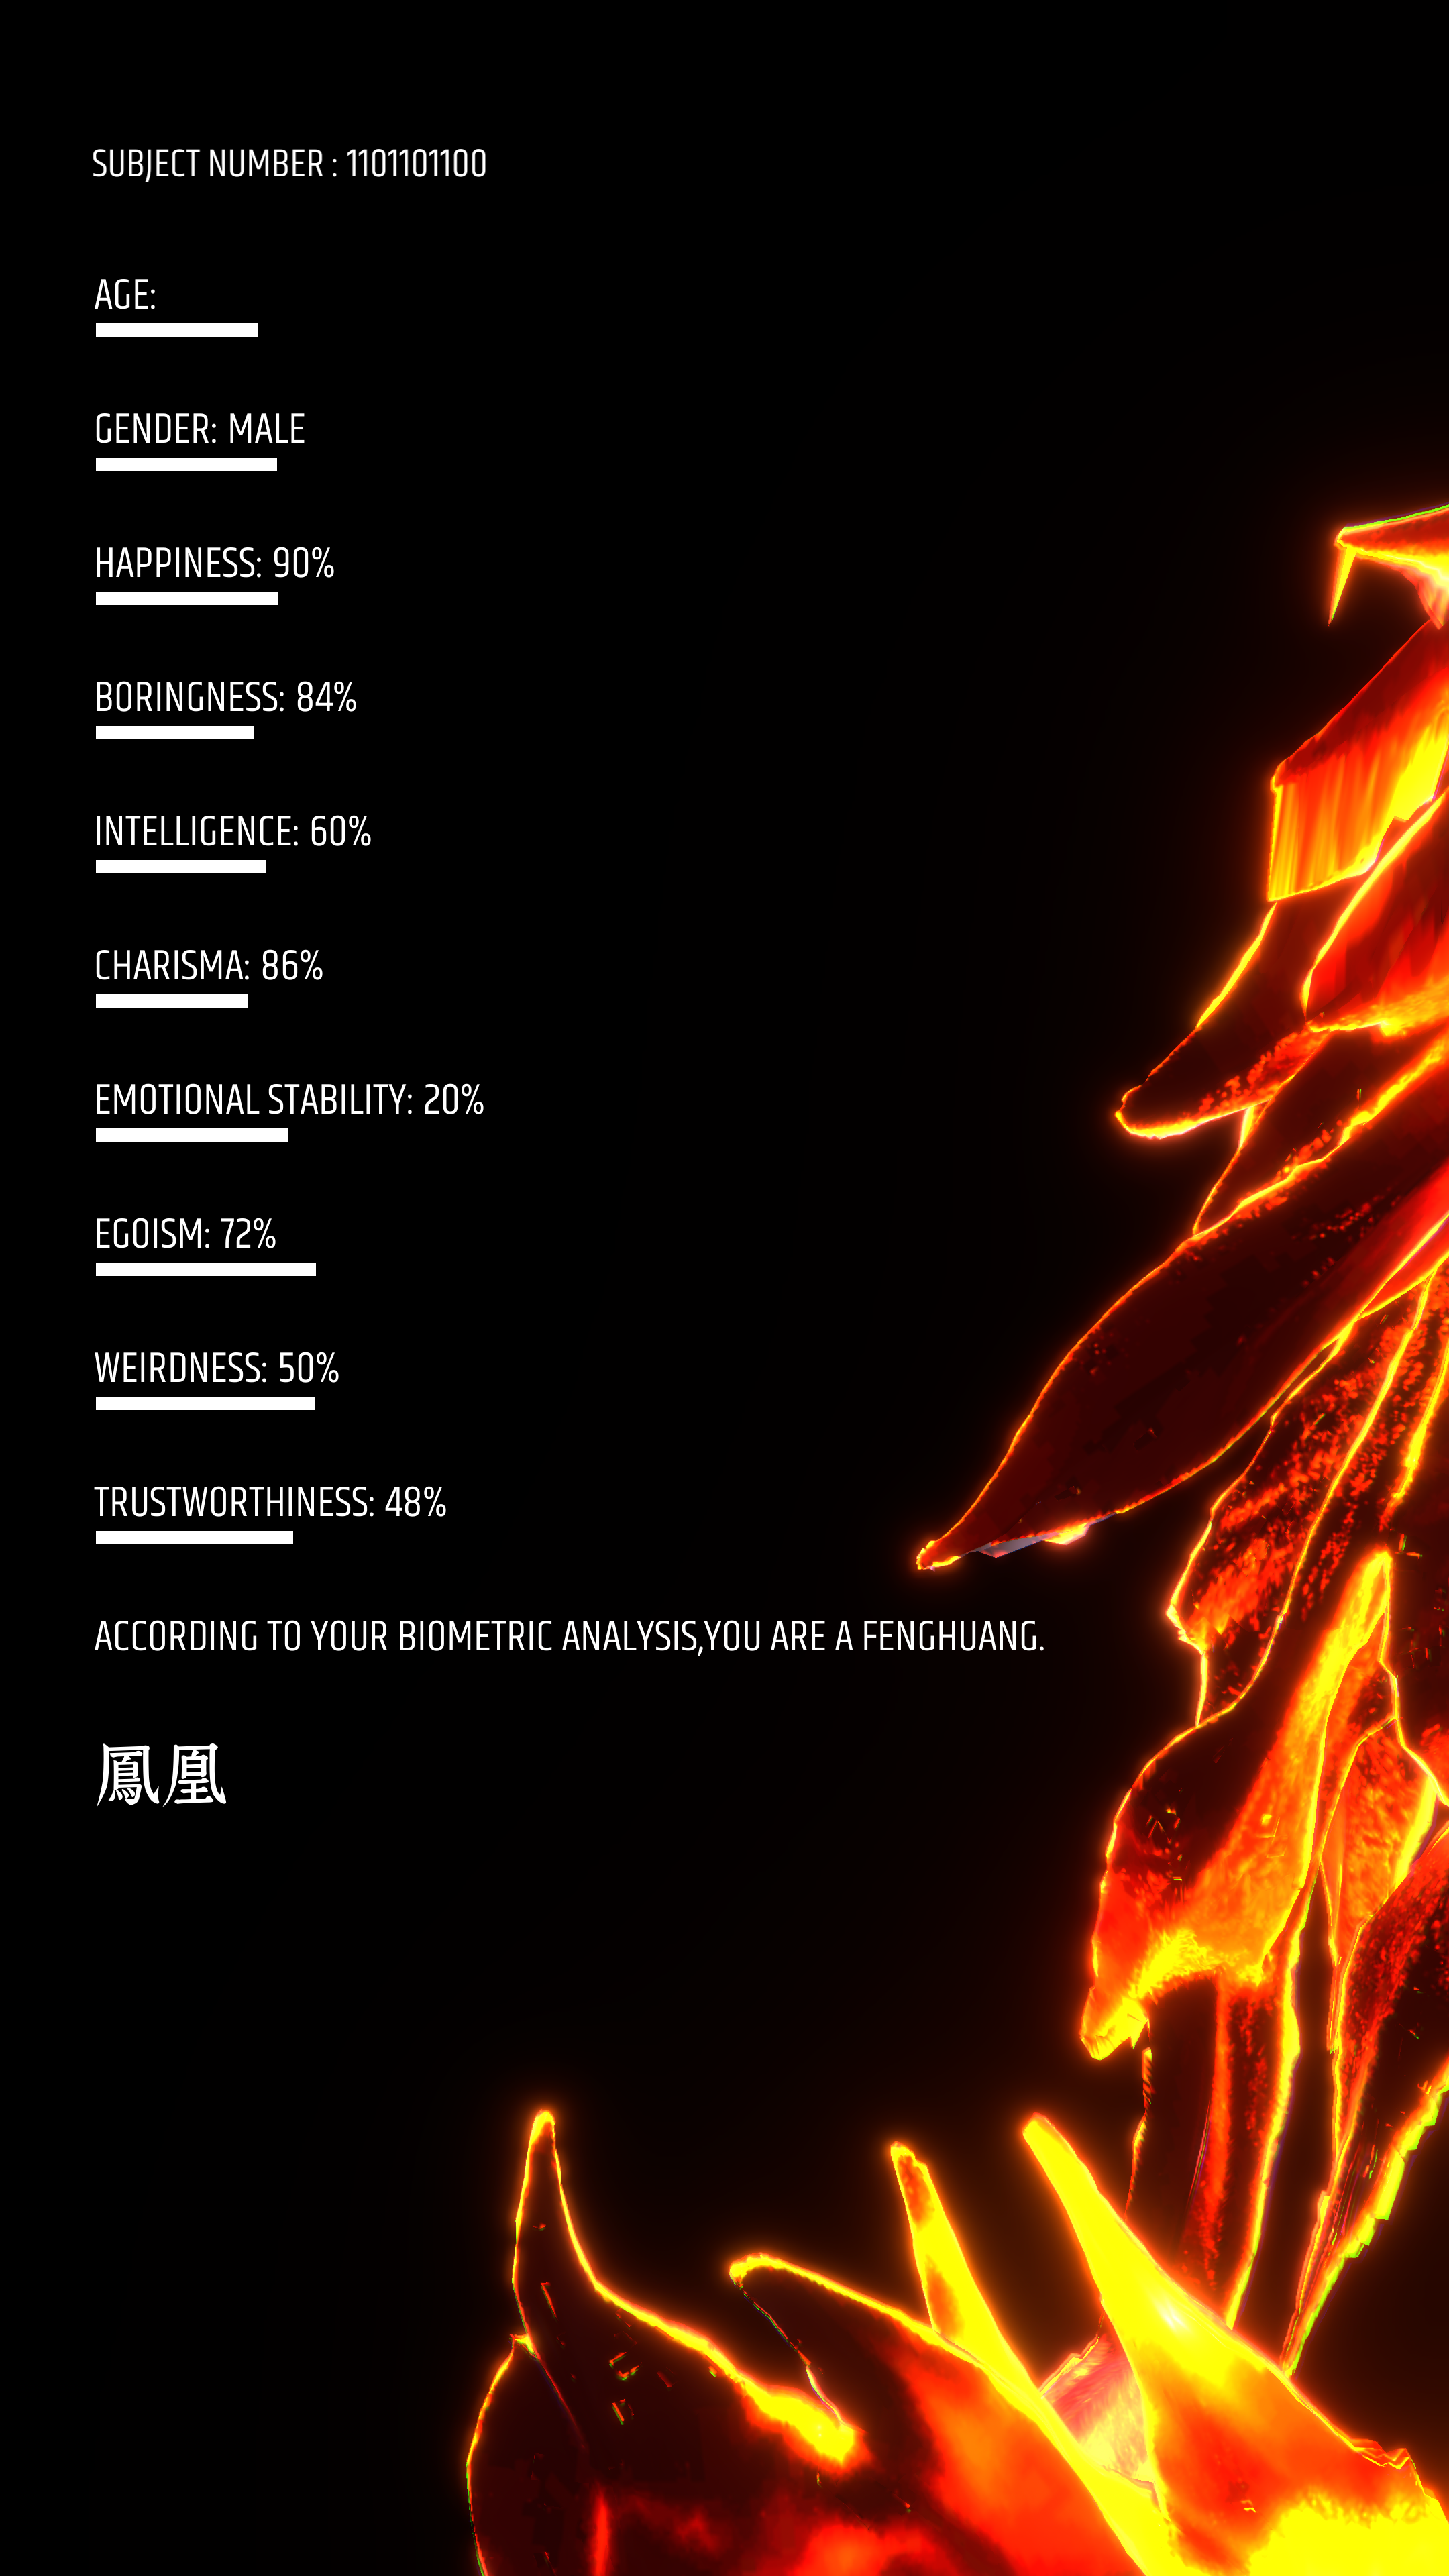 SUBJECT NUMBER : 1101101100
AGE:
GENDER: MALE
HAPPINESS: 90%
BORINGNESS: 84%
INTELLIGENCE: 60%
CHARISMA: 86%
EMOTIONAL STABILITY: 20%
EGOISM: 72%
WEIRDNESS: 50%
TRUSTWORTHINESS: 48%
ACCORDING TO YOUR BIOMETRIC ANALYSIS,YOU ARE A FENGHUANG.
鳳凰